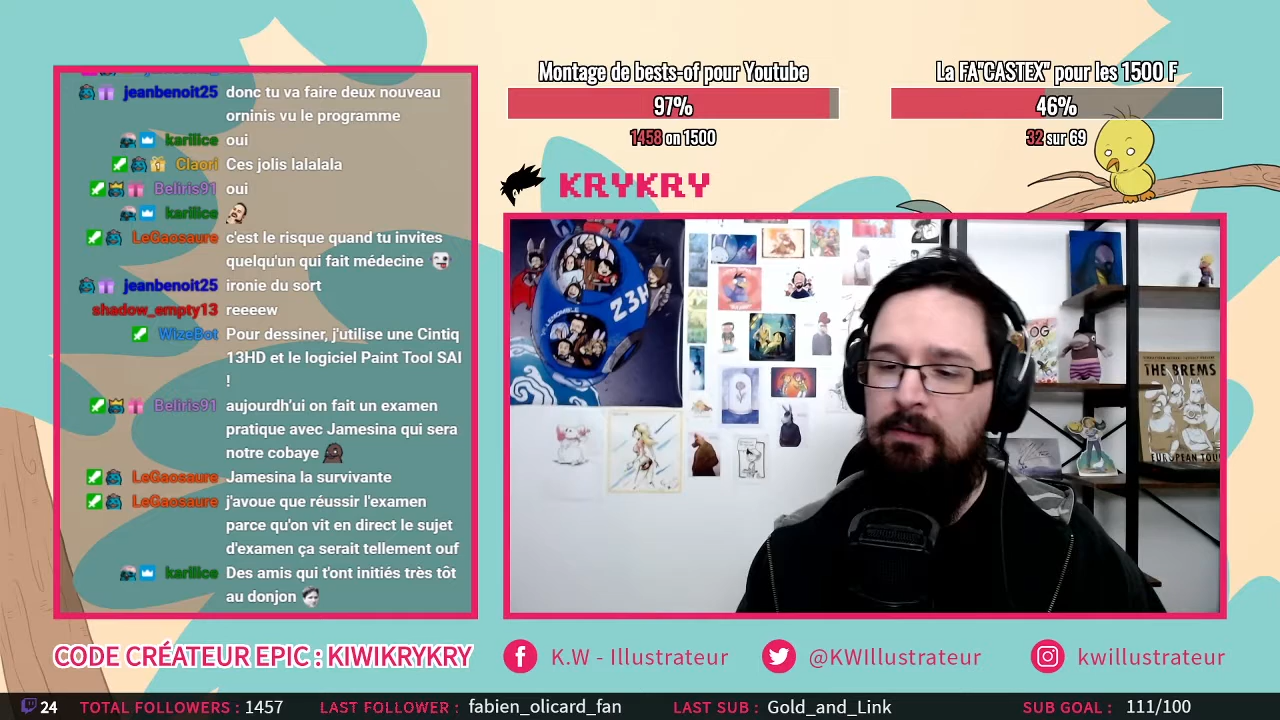 Montage de bests-of pour Youtube
97%
1458 on 1500
La FA"CASTEX" pour les 1500 F
46%
32 sur 69
KRYKRY
jeanbenoit25 donc tu va faire deux nouveau
orninis vu le programme
karilice oui
Claori Ces jolis lalalala
Beliris91 oui
karilice
LeGaosaure c'est le risque quand tu invites
quelqu'un qui fait médecine
jeanbenoit25 ironie du sort
shadow_empty13 reeeew
WizeBot Pour dessiner, j'utilise une Cintiq
13HD et le logiciel Paint Tool SAI
!
Beliris91 aujourdh'ui on fait un examen
pratique avec Jamesina qui sera
notre cobaye
LeGaosaure Jamesina la survivante
LeGaosaure j'avoue que réussir l'examen
parce qu'on vit en direct le sujet
d'examen ça serait tellement ouf
karilice Des amis qui t'ont initiés très tôt
au donjon
Z3H
THE BREMS
EUROPEAN TOUR
CODE CRÉATEUR EPIC : KIWIKRYKRY
K.W - Illustrateur
@KWIllustrateur
kwillustrateur
24
TOTAL FOLLOWERS : 1457
LAST FOLLOWER : fabien_olicard_fan
LAST SUB : Gold_and_Link
SUB GOAL : 111/100